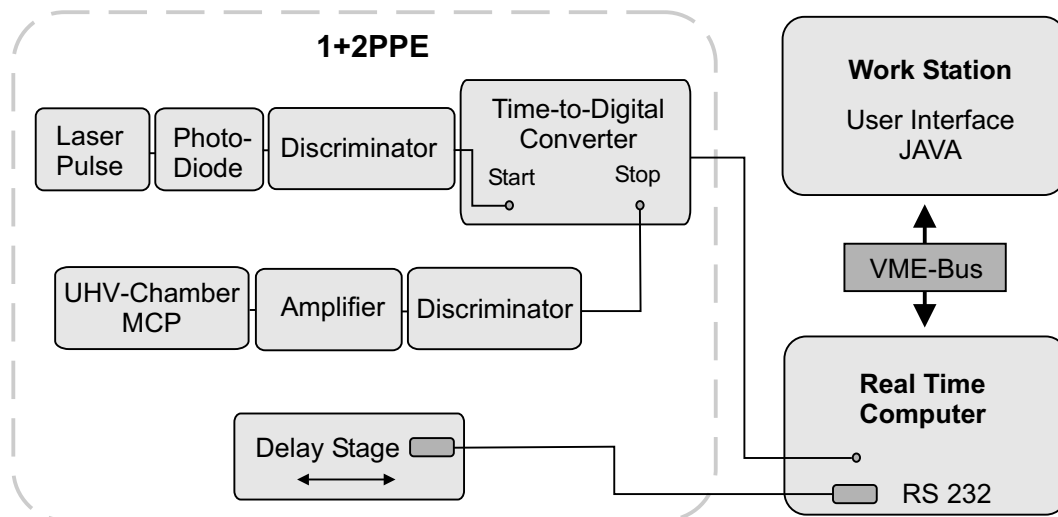 1+2PPE
Laser
Pulse
Photo-
Diode
Discriminator
Time-to-Digital
Converter
Start
Stop
UHV-Chamber
MCP
Amplifier
Discriminator
Delay Stage
Work Station
User Interface
JAVA
VME-Bus
Real Time
Computer
RS 232